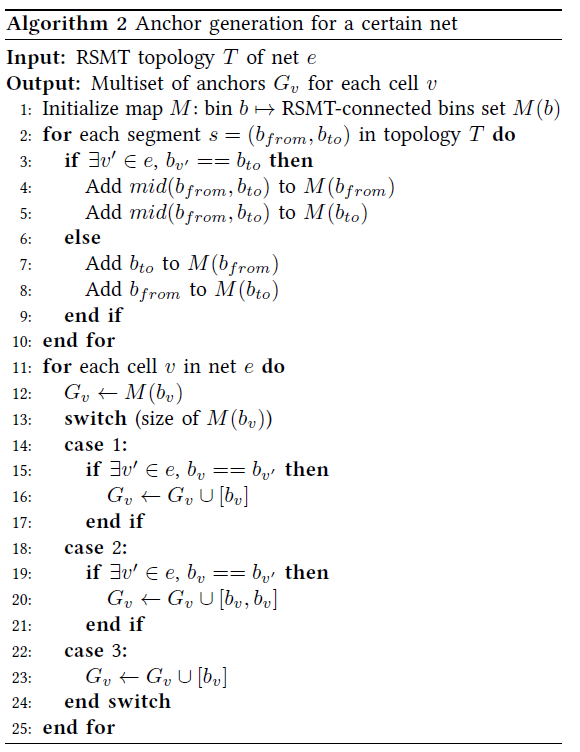 Algorithm 2 Anchor generation for a certain net
Input: RSMT topology T of net e
Output: Multiset of anchors G_v for each cell v
1: Initialize map M: bin b ↦ RSMT-connected bins set M(b)
2: for each segment s = (b_from, b_to) in topology T do
3: if ∃v′ ∈ e, b_v′ == b_to then
4: Add mid(b_from, b_to) to M(b_from)
5: Add mid(b_from, b_to) to M(b_to)
6: else
7: Add b_to to M(b_from)
8: Add b_from to M(b_to)
9: end if
10: end for
11: for each cell v in net e do
12: G_v ← M(b_v)
13: switch (size of M(b_v))
14: case 1:
15: if ∃v′ ∈ e, b_v == b_v′ then
16: G_v ← G_v ∪ [b_v]
17: end if
18: case 2:
19: if ∃v′ ∈ e, b_v == b_v′ then
20: G_v ← G_v ∪ [b_v, b_v]
21: end if
22: case 3:
23: G_v ← G_v ∪ [b_v]
24: end switch
25: end for